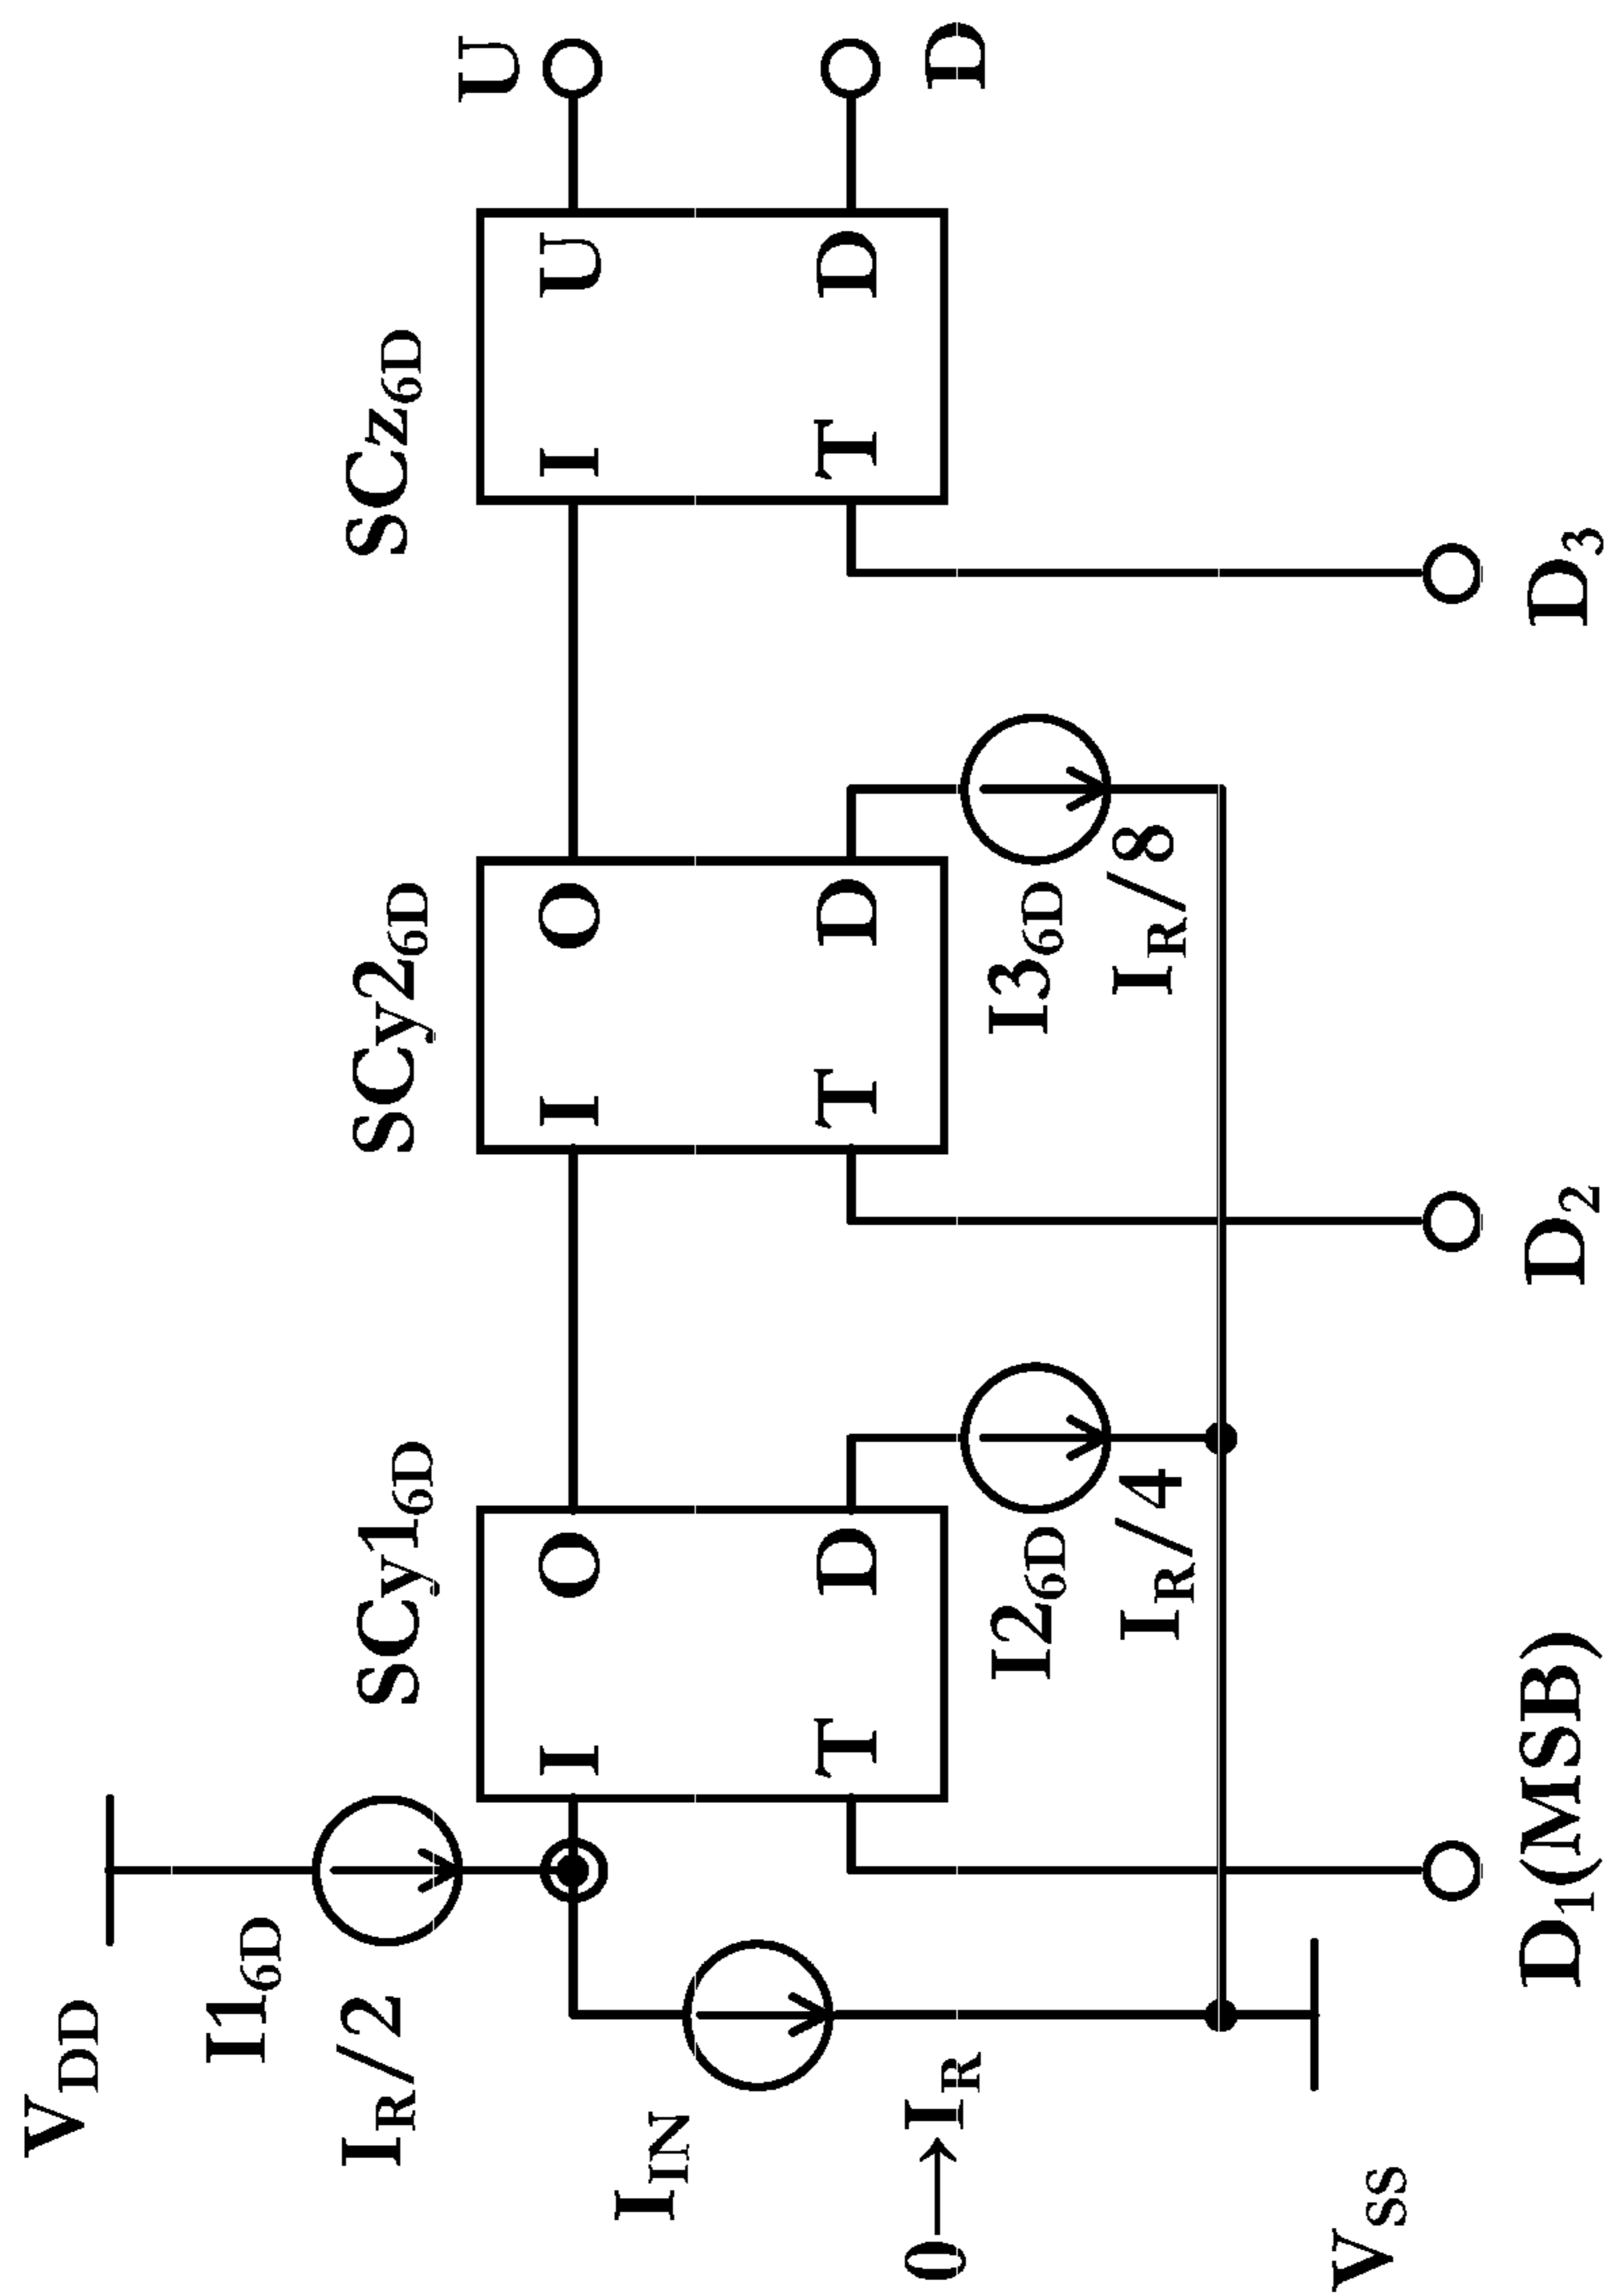 V_DD
I1_6D
I_R/2
I_IN
0→I_R
V_SS
SCy1_6D
I
O
T
D
I2_6D
I_R/4
D_1(MSB)
SCy2_6D
I
O
T
D
I3_6D
I_R/8
D_2
SCz_6D
I
U
T
D
D_3
U
D